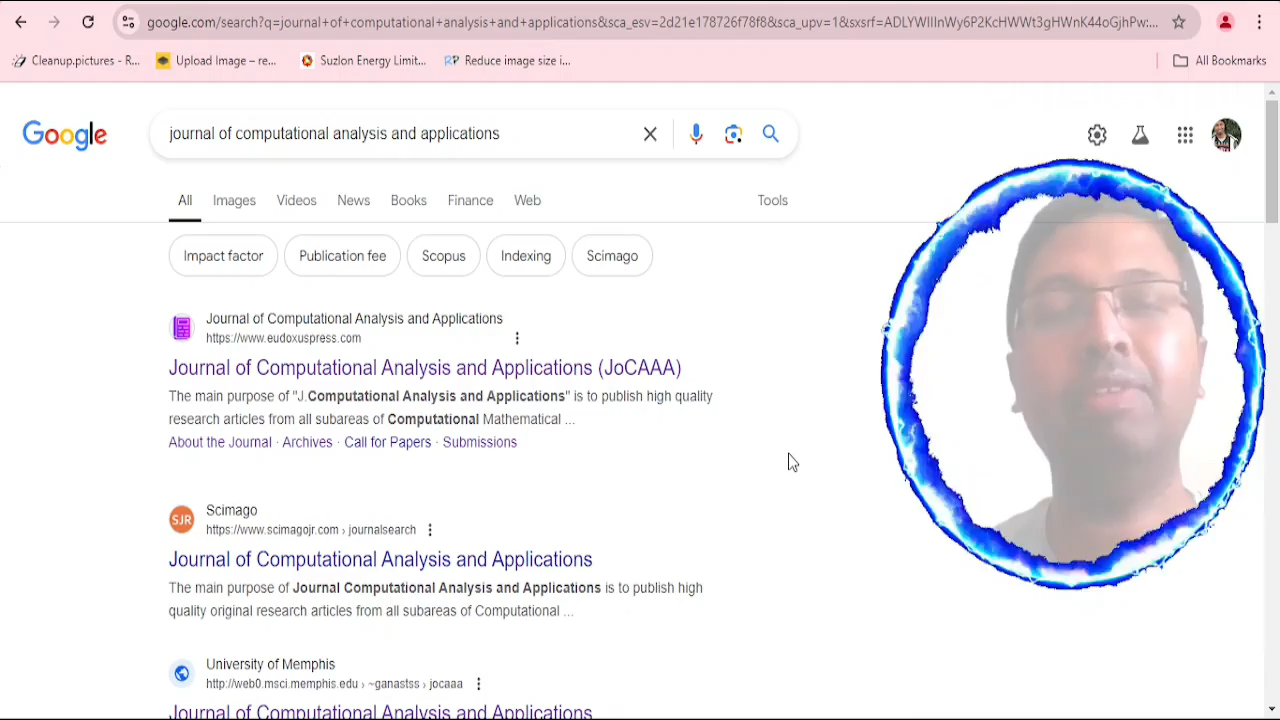 google.com/search?q=journal+of+computational+analysis+and+applications&sca_esv=2d21e178726f78f8&sca_upv=1&sxsrf=ADLYWIIInWy6P2KcHWWt3gHWnK44oGjhPw:...
Cleanup.pictures - R... Upload Image – re... Suzlon Energy Limit... RP Reduce image size i... All Bookmarks
Google journal of computational analysis and applications
All Images Videos News Books Finance Web Tools
Impact factor Publication fee Scopus Indexing Scimago
Journal of Computational Analysis and Applications
https://www.eudoxuspress.com
Journal of Computational Analysis and Applications (JoCAAA)
The main purpose of "J.Computational Analysis and Applications" is to publish high quality
research articles from all subareas of Computational Mathematical ...
About the Journal · Archives · Call for Papers · Submissions
SJR Scimago
https://www.scimagojr.com › journalsearch
Journal of Computational Analysis and Applications
The main purpose of Journal Computational Analysis and Applications is to publish high
quality original research articles from all subareas of Computational ...
University of Memphis
http://web0.msci.memphis.edu › ~ganastss › jocaaa
Journal of Computational Analysis and Applications